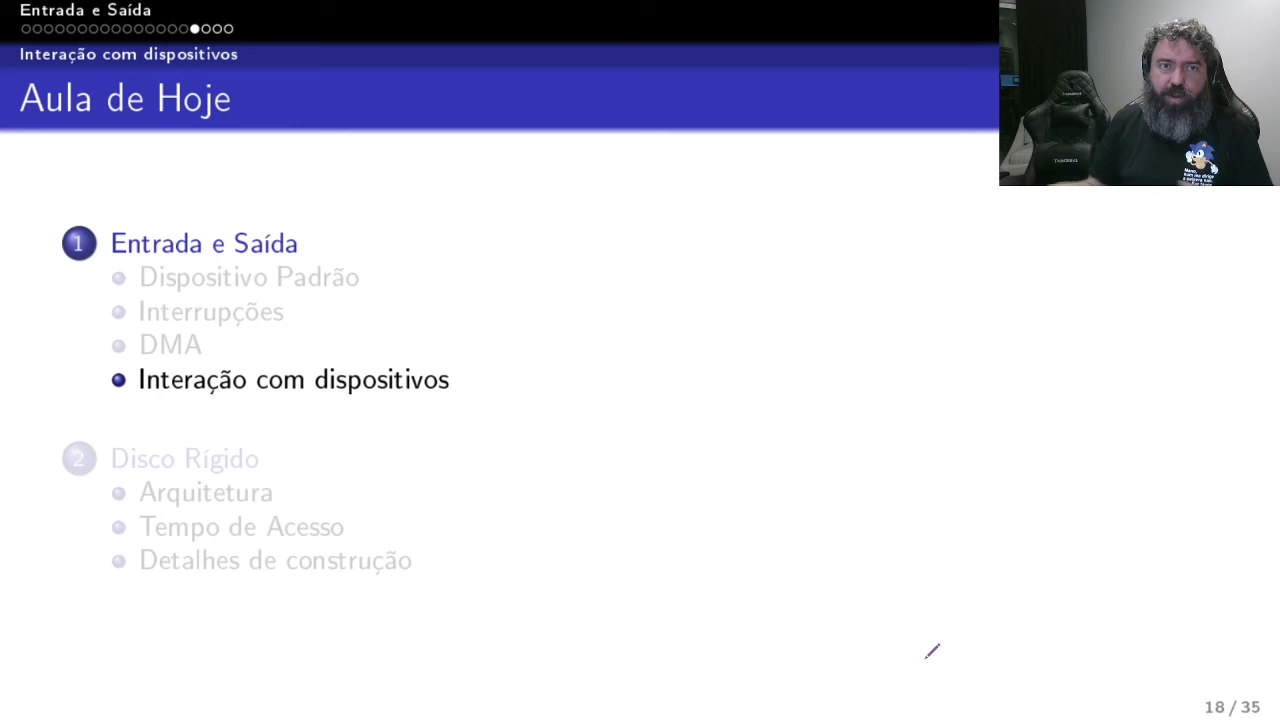 Entrada e Saída
Interação com dispositivos
Aula de Hoje
1 Entrada e Saída
Dispositivo Padrão
Interrupções
DMA
Interação com dispositivos
2 Disco Rígido
Arquitetura
Tempo de Acesso
Detalhes de construção
18 / 35